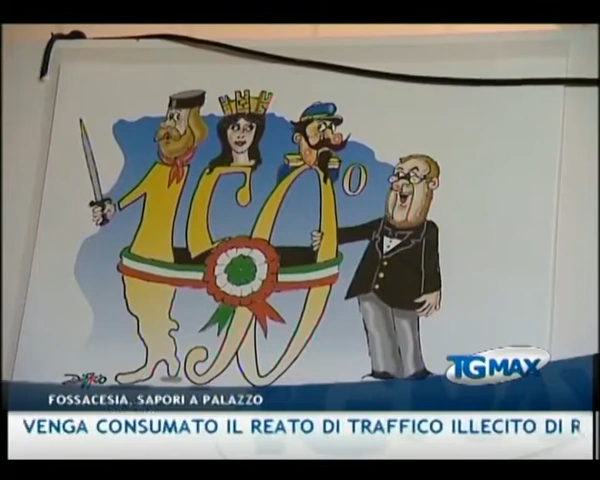 150°
TG MAX
FOSSACESIA, SAPORI A PALAZZO
VENGA CONSUMATO IL REATO DI TRAFFICO ILLECITO DI R